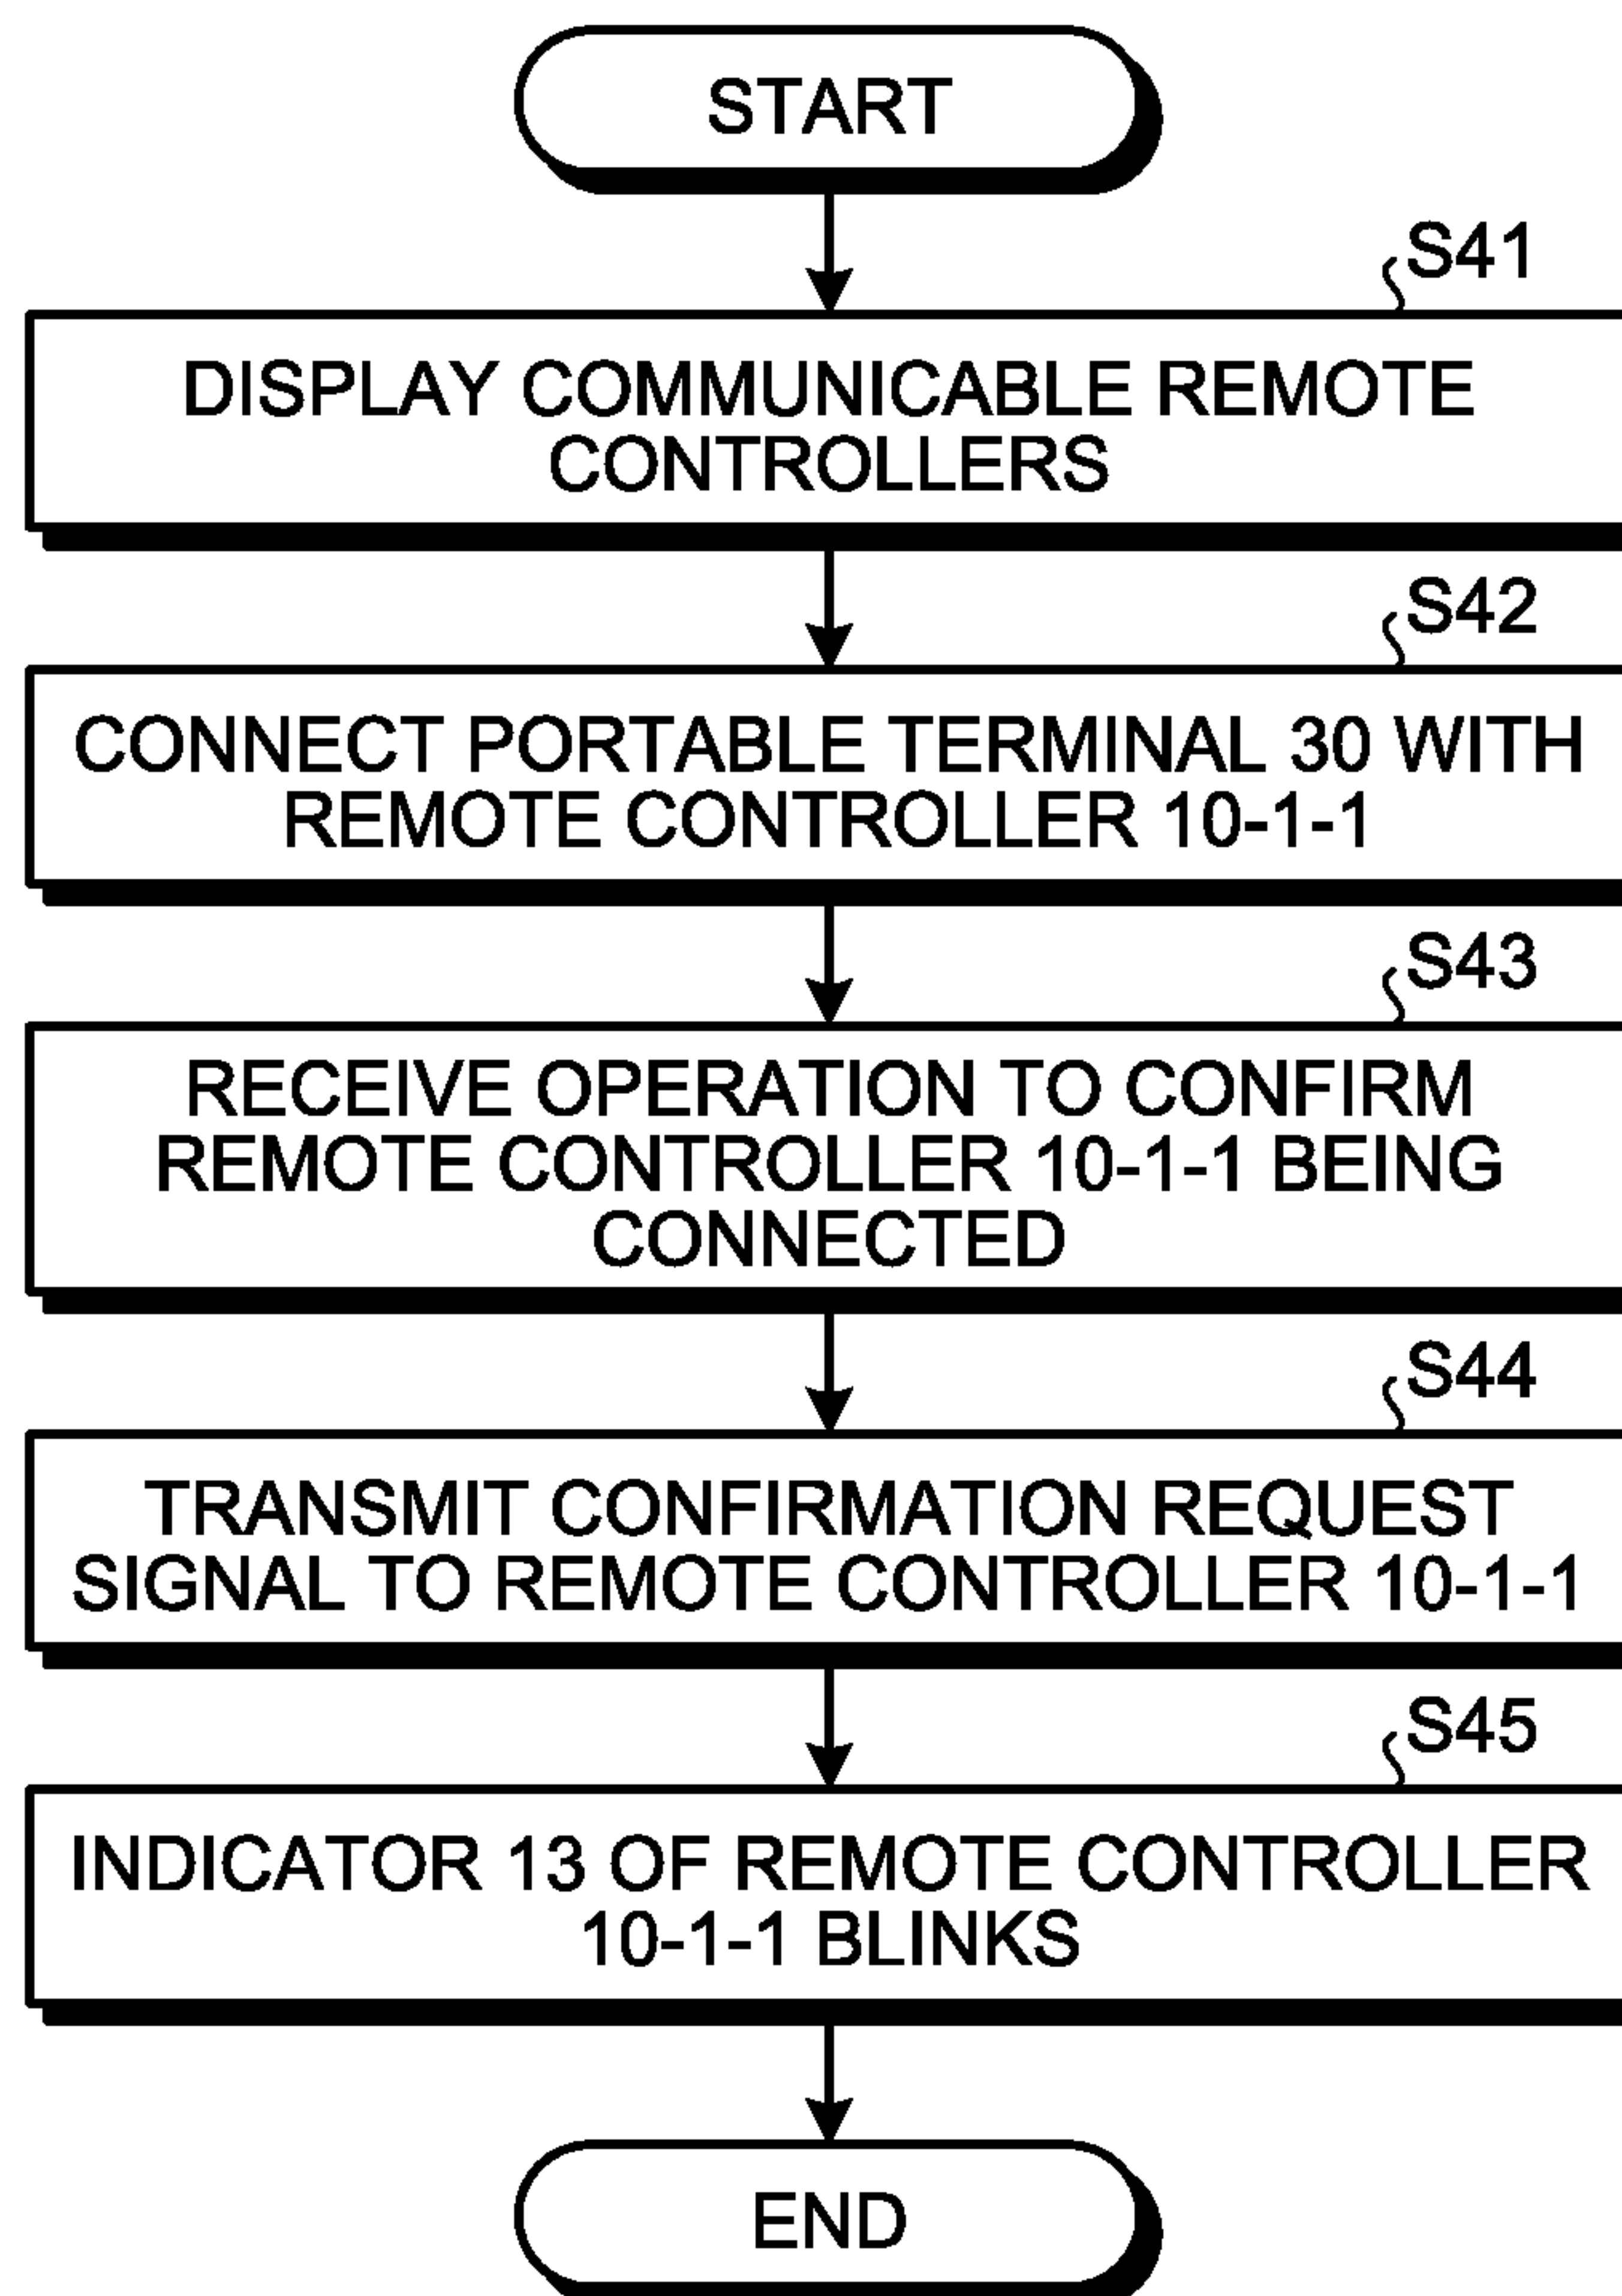 START
S41
DISPLAY COMMUNICABLE REMOTE
CONTROLLERS
S42
CONNECT PORTABLE TERMINAL 30 WITH
REMOTE CONTROLLER 10-1-1
S43
RECEIVE OPERATION TO CONFIRM
REMOTE CONTROLLER 10-1-1 BEING
CONNECTED
S44
TRANSMIT CONFIRMATION REQUEST
SIGNAL TO REMOTE CONTROLLER 10-1-1
S45
INDICATOR 13 OF REMOTE CONTROLLER
10-1-1 BLINKS
END